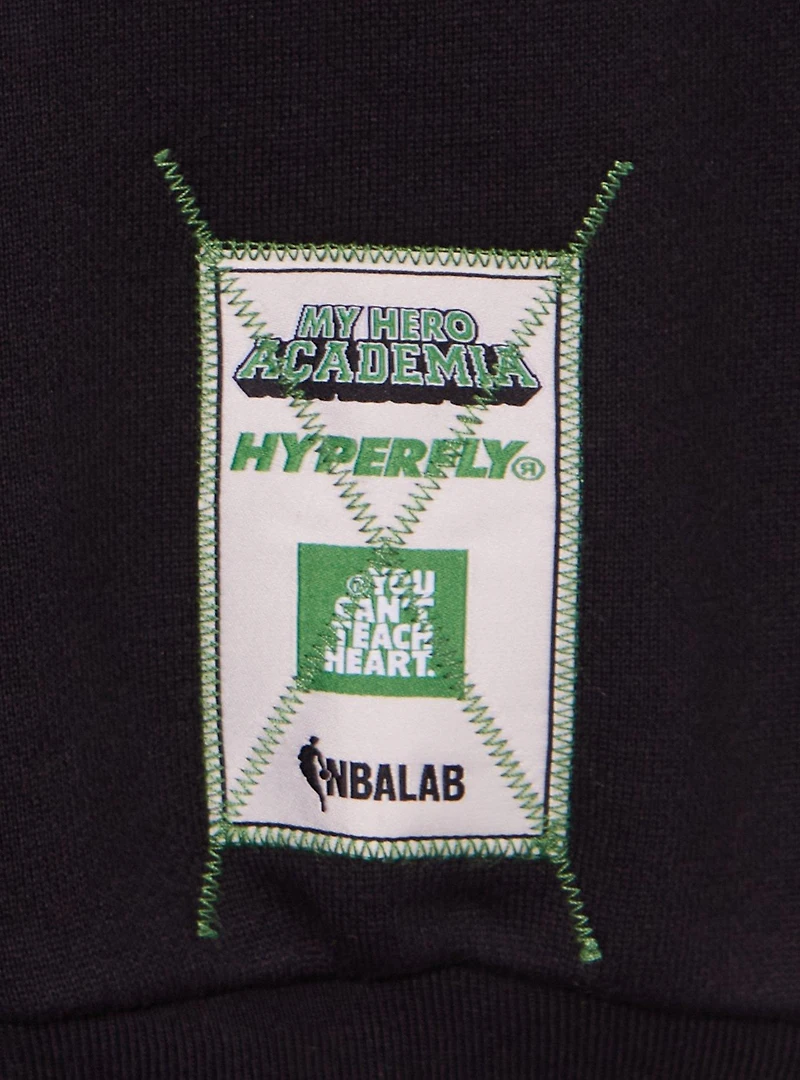 MY HERO
ACADEMIA
HYPERFLY®
®YOU
CAN'T
TEACH
HEART.
NBALAB